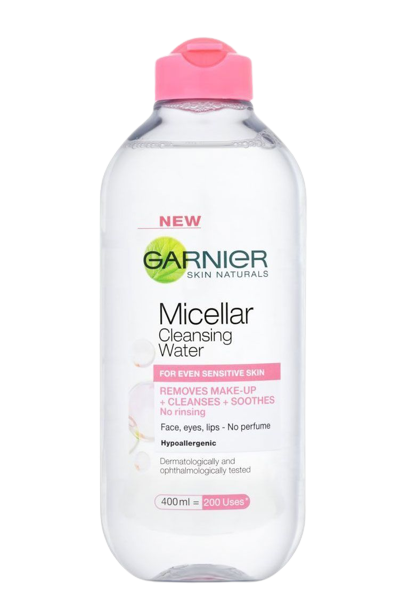 NEW
GARNIER
SKIN NATURALS
Micellar
Cleansing
Water
FOR EVEN SENSITIVE SKIN
REMOVES MAKE-UP
+ CLEANSES + SOOTHES
No rinsing
Face, eyes, lips - No perfume
Hypoallergenic
Dermatologically and
ophthalmologically tested
400ml = 200 Uses*